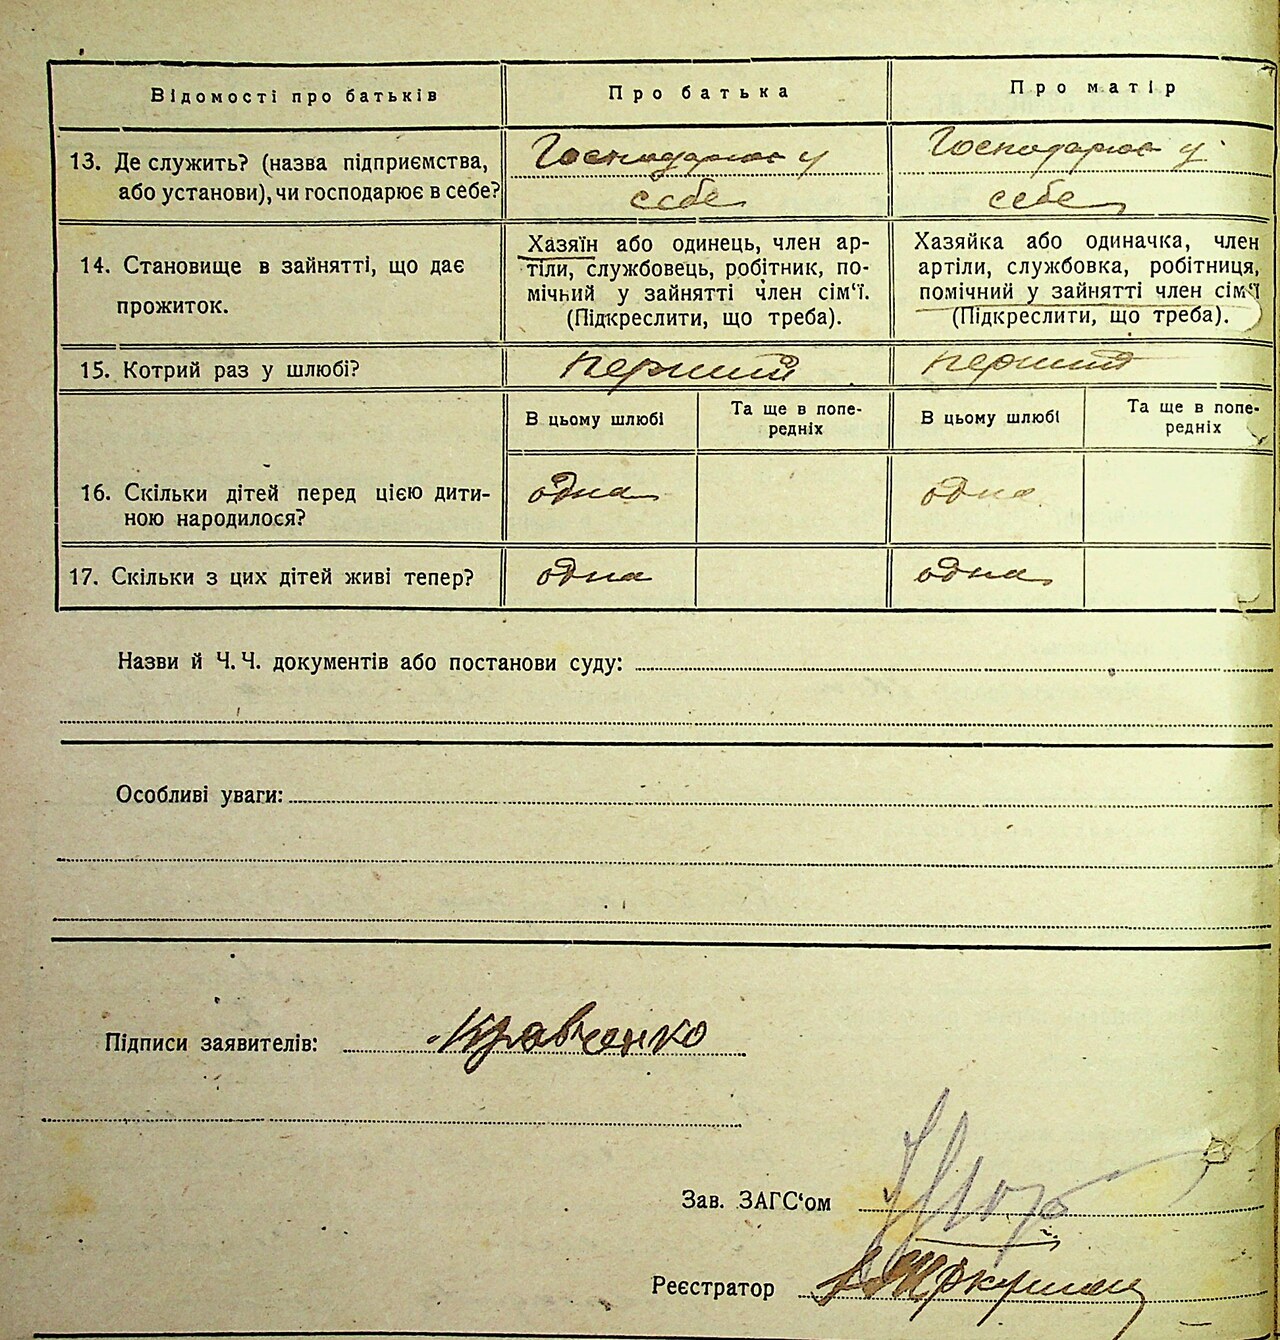 Відомості про батьків
Про батька
Про матір
13. Де служить? (назва підприємства,
або установи), чи господарює в себе?
Господарює у
себе
Господарює у
себе
14. Становище в зайнятті, що дає
прожиток.
Хазяїн або одинець, член ар-
тіли, службовець, робітник, по-
мічний у зайнятті член сім'ї.
(Підкреслити, що треба).
Хазяйка або одиначка, член
артіли, службовка, робітниця,
помічний у зайнятті член сім'ї
(Підкреслити, що треба).
15. Котрий раз у шлюбі?
перший
перший
В цьому шлюбі
Та ще в попе-
редніх
В цьому шлюбі
Та ще в попе-
редніх
16. Скільки дітей перед цією дити-
ною народилося?
одна
одна
17. Скільки з цих дітей живі тепер?
одна
одна
Назви й Ч. Ч. документів або постанови суду:
Особливі уваги:
Підписи заявителів:
Кравченко
Зав. ЗАГС'ом
Реєстратор